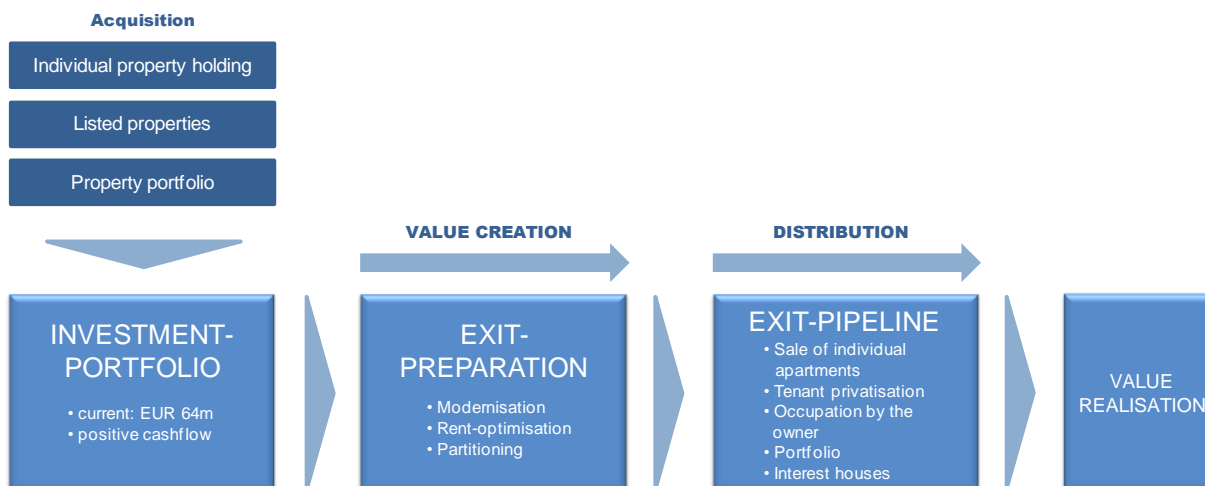 Acquisition
Individual property holding
Listed properties
Property portfolio
VALUE CREATION
DISTRIBUTION
INVESTMENT-
PORTFOLIO
• current: EUR 64m
• positive cashflow
EXIT-
PREPARATION
• Modernisation
• Rent-optimisation
• Partitioning
EXIT-PIPELINE
• Sale of individual
apartments
• Tenant privatisation
• Occupation by the
owner
• Portfolio
• Interest houses
VALUE
REALISATION